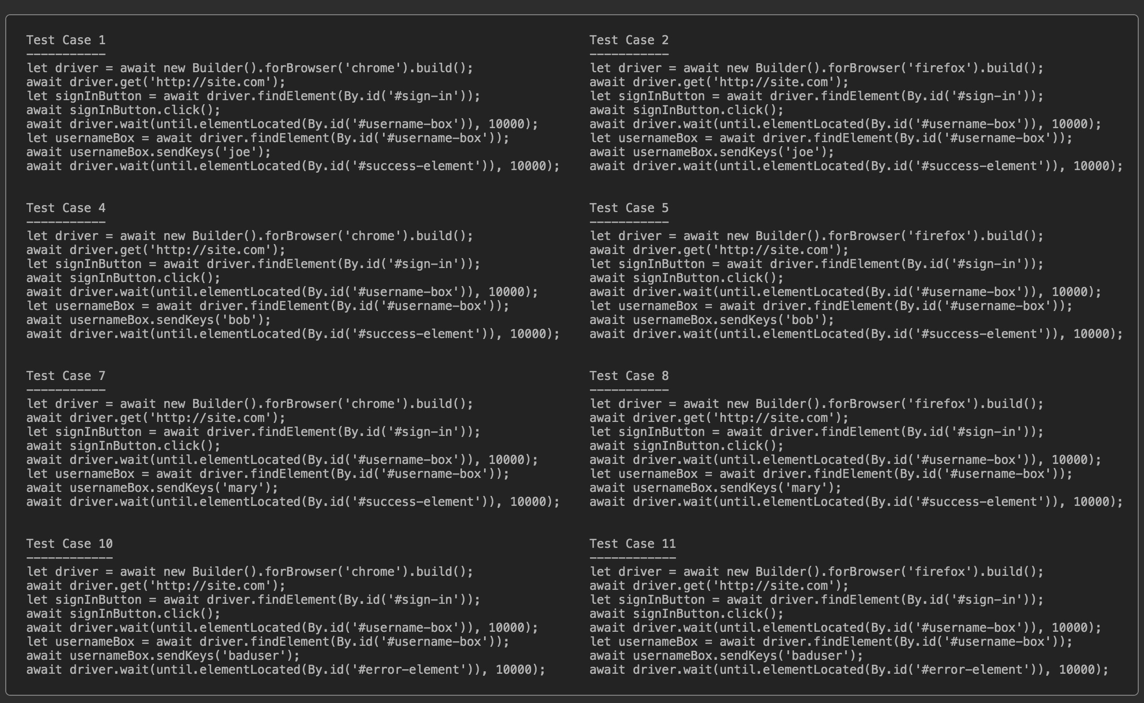 Test Case 1
-----------
let driver = await new Builder().forBrowser('chrome').build();
await driver.get('http://site.com');
let signInButton = await driver.findElement(By.id('#sign-in'));
await signInButton.click();
await driver.wait(until.elementLocated(By.id('#username-box')), 10000);
let usernameBox = await driver.findElement(By.id('#username-box'));
await usernameBox.sendKeys('joe');
await driver.wait(until.elementLocated(By.id('#success-element')), 10000);
Test Case 2
-----------
let driver = await new Builder().forBrowser('firefox').build();
await driver.get('http://site.com');
let signInButton = await driver.findElement(By.id('#sign-in'));
await signInButton.click();
await driver.wait(until.elementLocated(By.id('#username-box')), 10000);
let usernameBox = await driver.findElement(By.id('#username-box'));
await usernameBox.sendKeys('joe');
await driver.wait(until.elementLocated(By.id('#success-element')), 10000);
Test Case 4
-----------
let driver = await new Builder().forBrowser('chrome').build();
await driver.get('http://site.com');
let signInButton = await driver.findElement(By.id('#sign-in'));
await signInButton.click();
await driver.wait(until.elementLocated(By.id('#username-box')), 10000);
let usernameBox = await driver.findElement(By.id('#username-box'));
await usernameBox.sendKeys('bob');
await driver.wait(until.elementLocated(By.id('#success-element')), 10000);
Test Case 5
-----------
let driver = await new Builder().forBrowser('firefox').build();
await driver.get('http://site.com');
let signInButton = await driver.findElement(By.id('#sign-in'));
await signInButton.click();
await driver.wait(until.elementLocated(By.id('#username-box')), 10000);
let usernameBox = await driver.findElement(By.id('#username-box'));
await usernameBox.sendKeys('bob');
await driver.wait(until.elementLocated(By.id('#success-element')), 10000);
Test Case 7
-----------
let driver = await new Builder().forBrowser('chrome').build();
await driver.get('http://site.com');
let signInButton = await driver.findElement(By.id('#sign-in'));
await signInButton.click();
await driver.wait(until.elementLocated(By.id('#username-box')), 10000);
let usernameBox = await driver.findElement(By.id('#username-box'));
await usernameBox.sendKeys('mary');
await driver.wait(until.elementLocated(By.id('#success-element')), 10000);
Test Case 8
-----------
let driver = await new Builder().forBrowser('firefox').build();
await driver.get('http://site.com');
let signInButton = await driver.findElement(By.id('#sign-in'));
await signInButton.click();
await driver.wait(until.elementLocated(By.id('#username-box')), 10000);
let usernameBox = await driver.findElement(By.id('#username-box'));
await usernameBox.sendKeys('mary');
await driver.wait(until.elementLocated(By.id('#success-element')), 10000);
Test Case 10
------------
let driver = await new Builder().forBrowser('chrome').build();
await driver.get('http://site.com');
let signInButton = await driver.findElement(By.id('#sign-in'));
await signInButton.click();
await driver.wait(until.elementLocated(By.id('#username-box')), 10000);
let usernameBox = await driver.findElement(By.id('#username-box'));
await usernameBox.sendKeys('baduser');
await driver.wait(until.elementLocated(By.id('#error-element')), 10000);
Test Case 11
------------
let driver = await new Builder().forBrowser('firefox').build();
await driver.get('http://site.com');
let signInButton = await driver.findElement(By.id('#sign-in'));
await signInButton.click();
await driver.wait(until.elementLocated(By.id('#username-box')), 10000);
let usernameBox = await driver.findElement(By.id('#username-box'));
await usernameBox.sendKeys('baduser');
await driver.wait(until.elementLocated(By.id('#error-element')), 10000);